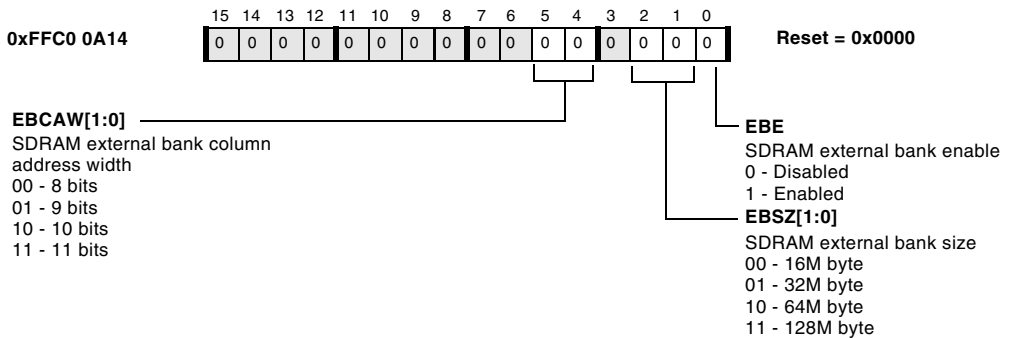 15 14 13 12 11 10 9 8 7 6 5 4 3 2 1 0
0xFFC0 0A14
0 0 0 0 0 0 0 0 0 0 0 0 0 0 0 0
Reset = 0x0000
EBCAW[1:0]
SDRAM external bank column
address width
00 - 8 bits
01 - 9 bits
10 - 10 bits
11 - 11 bits
EBE
SDRAM external bank enable
0 - Disabled
1 - Enabled
EBSZ[1:0]
SDRAM external bank size
00 - 16M byte
01 - 32M byte
10 - 64M byte
11 - 128M byte